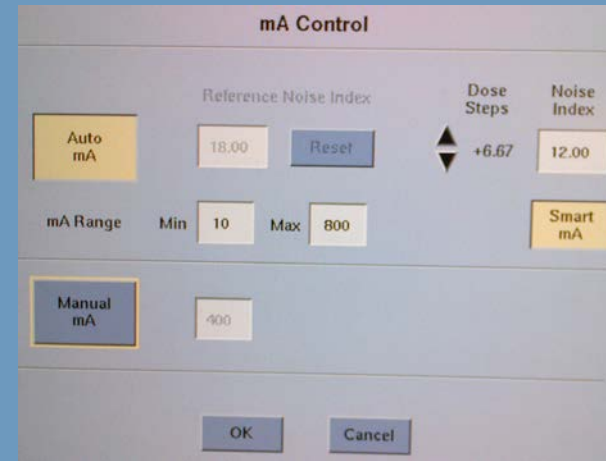 mA Control
Reference Noise Index
Dose Steps
Noise Index
Auto mA
18.00
Reset
+6.67
12.00
mA Range
Min
10
Max
800
Smart mA
Manual mA
400
OK
Cancel